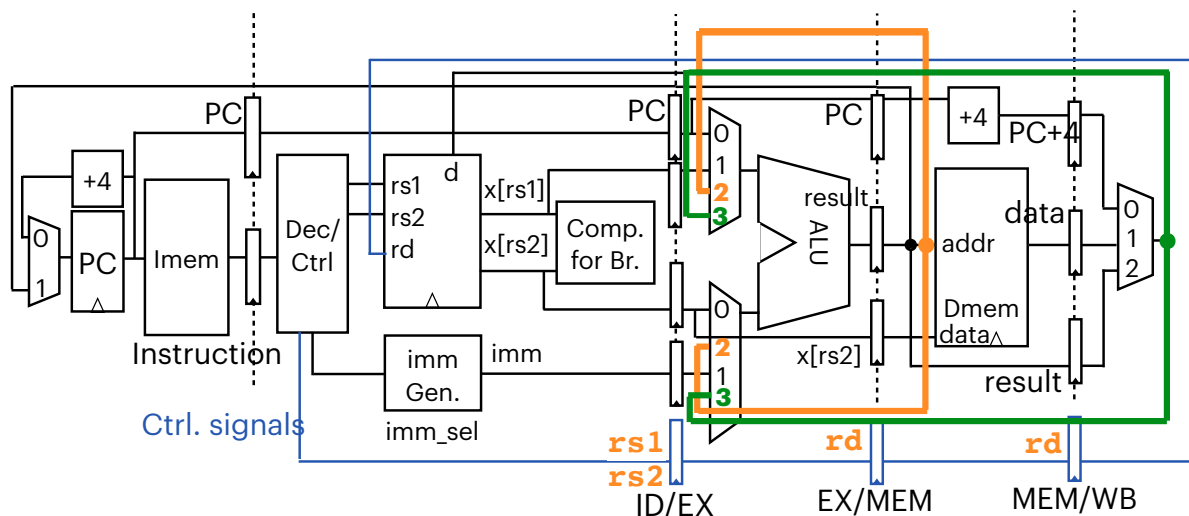 PC
PC
PC
+4
PC+4
+4
0
1
PC
Imem
Instruction
Dec/
Ctrl
rs1
rs2
rd
d
x[rs1]
x[rs2]
Comp.
for Br.
imm
Gen.
imm
imm_sel
Ctrl. signals
0
1
2
3
0
2
1
3
ALU
result
addr
Dmem
data
x[rs2]
data
result
0
1
2
rs1
rs2
rd
rd
ID/EX
EX/MEM
MEM/WB